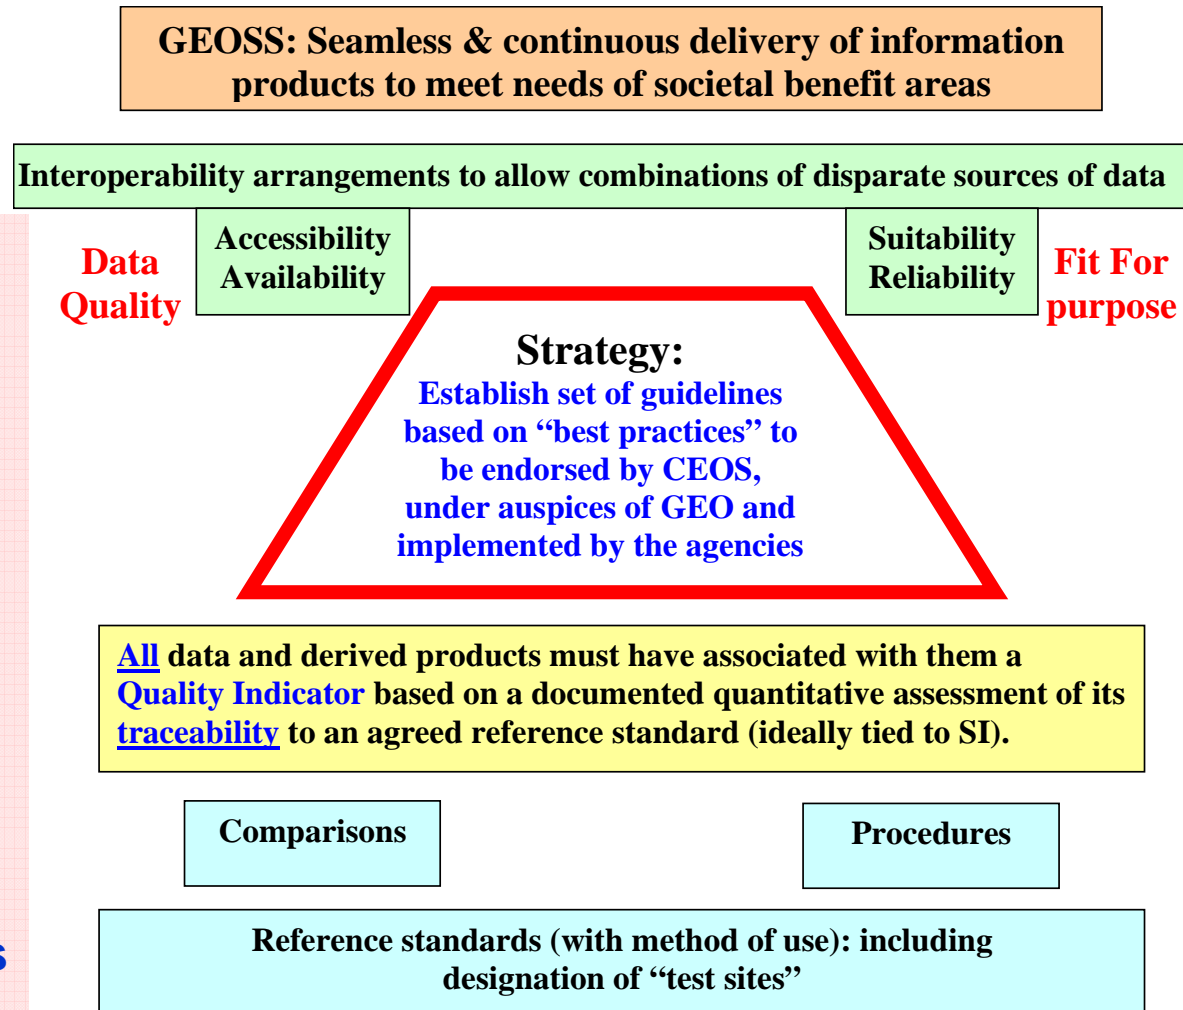 GEOSS: Seamless & continuous delivery of information
products to meet needs of societal benefit areas
Interoperability arrangements to allow combinations of disparate sources of data
Data
Quality
Accessibility
Availability
Suitability
Reliability
Fit For
purpose
Strategy:
Establish set of guidelines
based on “best practices” to
be endorsed by CEOS,
under auspices of GEO and
implemented by the agencies
All data and derived products must have associated with them a
Quality Indicator based on a documented quantitative assessment of its
traceability to an agreed reference standard (ideally tied to SI).
Comparisons
Procedures
s
Reference standards (with method of use): including
designation of “test sites”